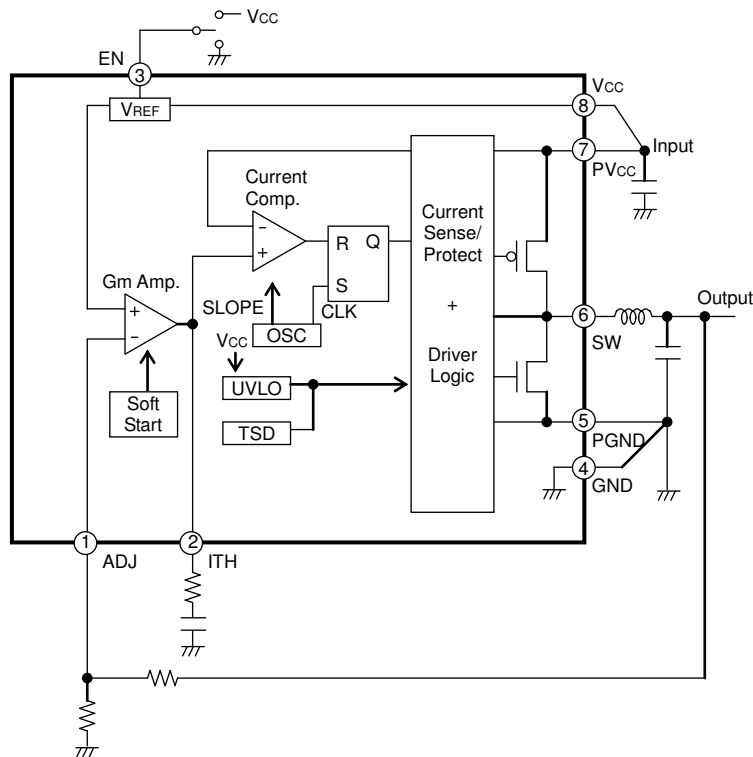 VCC
EN
3
VCC
VREF
8
7
Input
PVCC
Current
Comp.
-
+
R Q
S
Current
Sense/
Protect
+
Driver
Logic
Gm Amp.
+
-
SLOPE
CLK
OSC
VCC
UVLO
TSD
Soft
Start
6
SW
Output
5
PGND
4
GND
1
ADJ
2
ITH